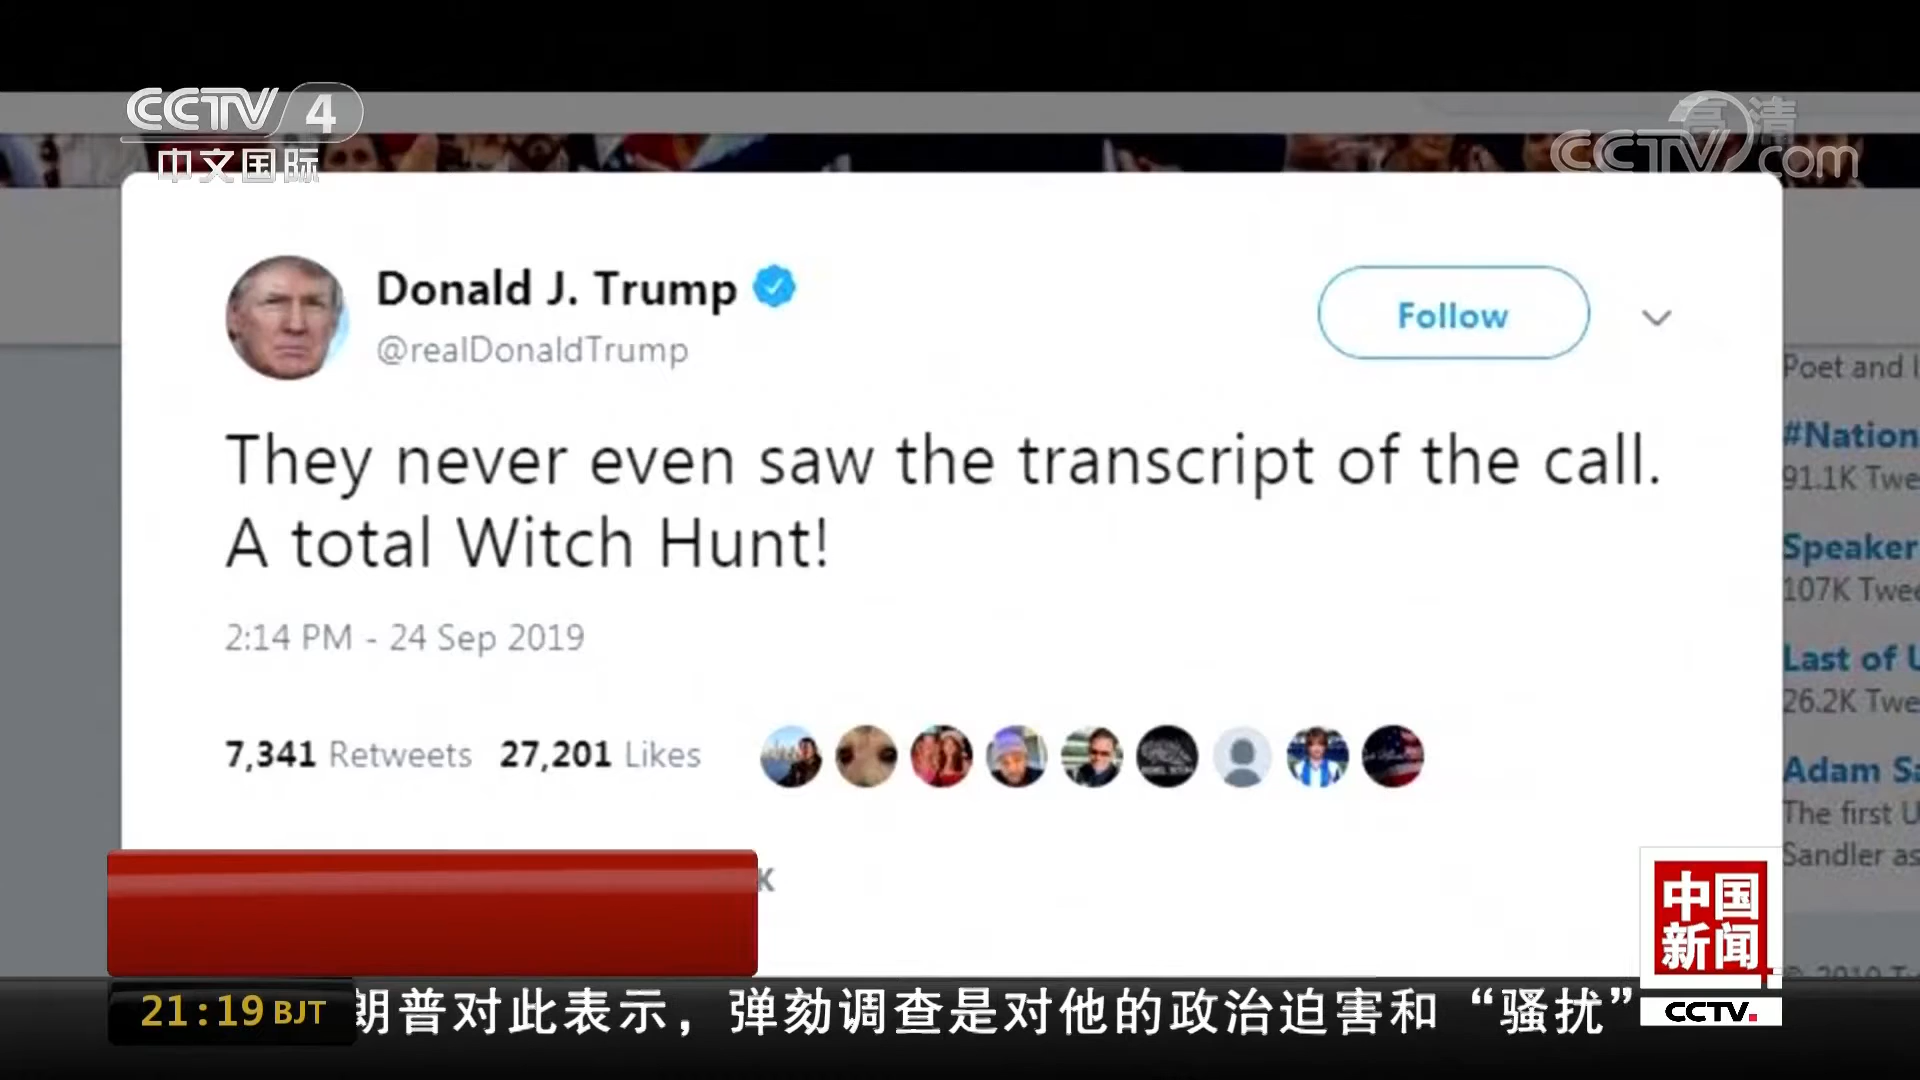 CCTV 4
中文国际
高清
CCTV.com
Donald J. Trump
@realDonaldTrump
Follow
They never even saw the transcript of the call.
A total Witch Hunt!
2:14 PM - 24 Sep 2019
7,341 Retweets 27,201 Likes
Poet and
#Nation
91.1K Twe
Speaker
107K Twee
Last of U
26.2K Twe
Adam Sa
The first U
Sandler as
K
中国
新闻
CCTV.
21:19 BJT
朗普对此表示，弹劾调查是对他的政治迫害和“骚扰”